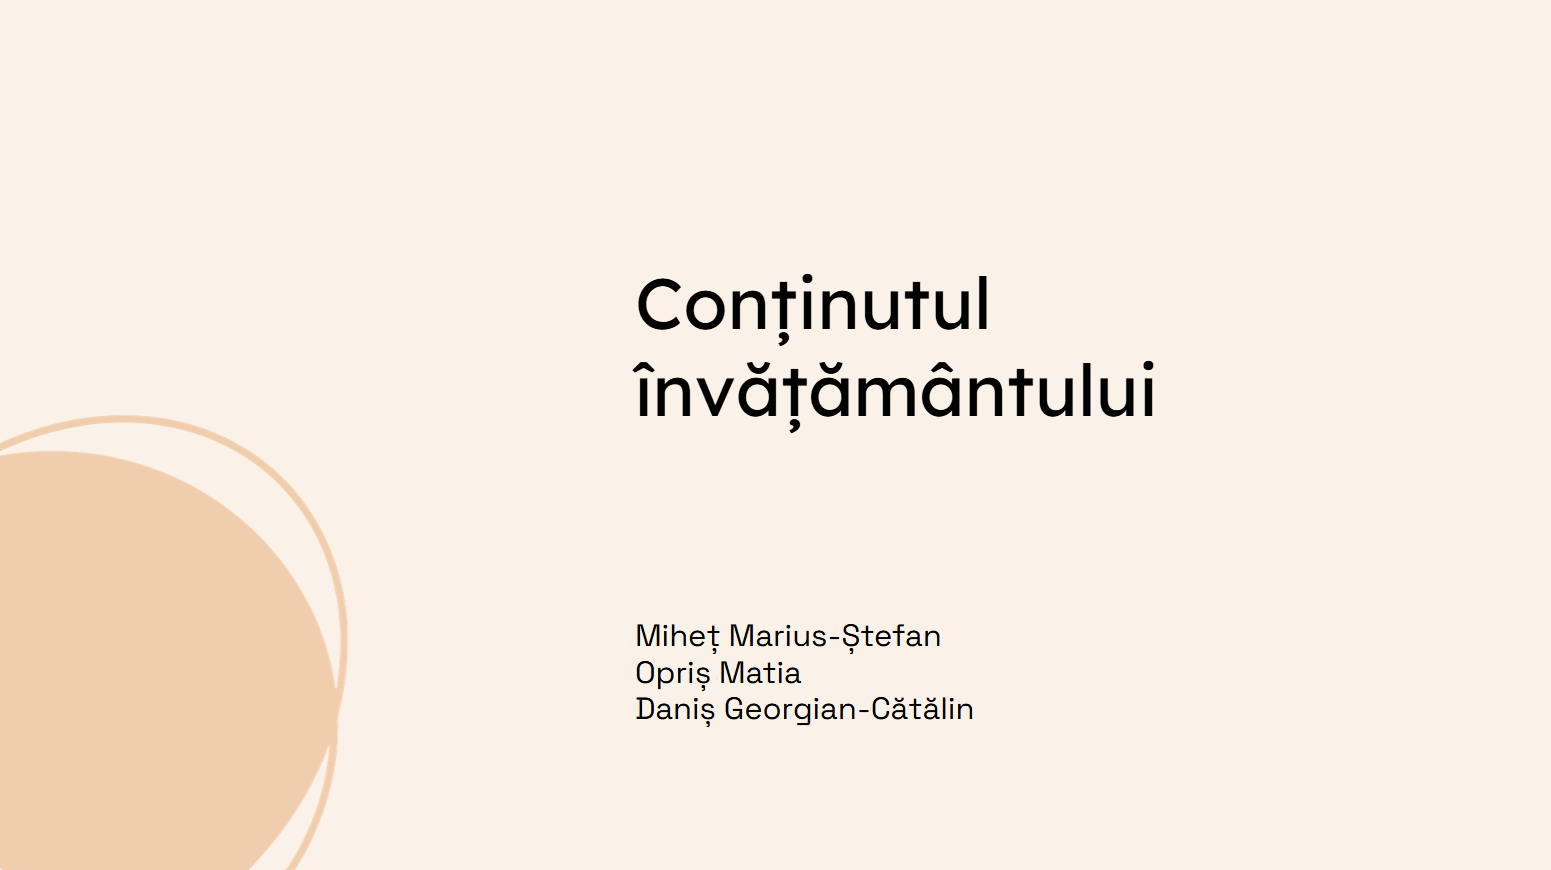 Conținutul
învățământului
Miheț Marius-Ștefan
Opriș Matia
Daniș Georgian-Cătălin